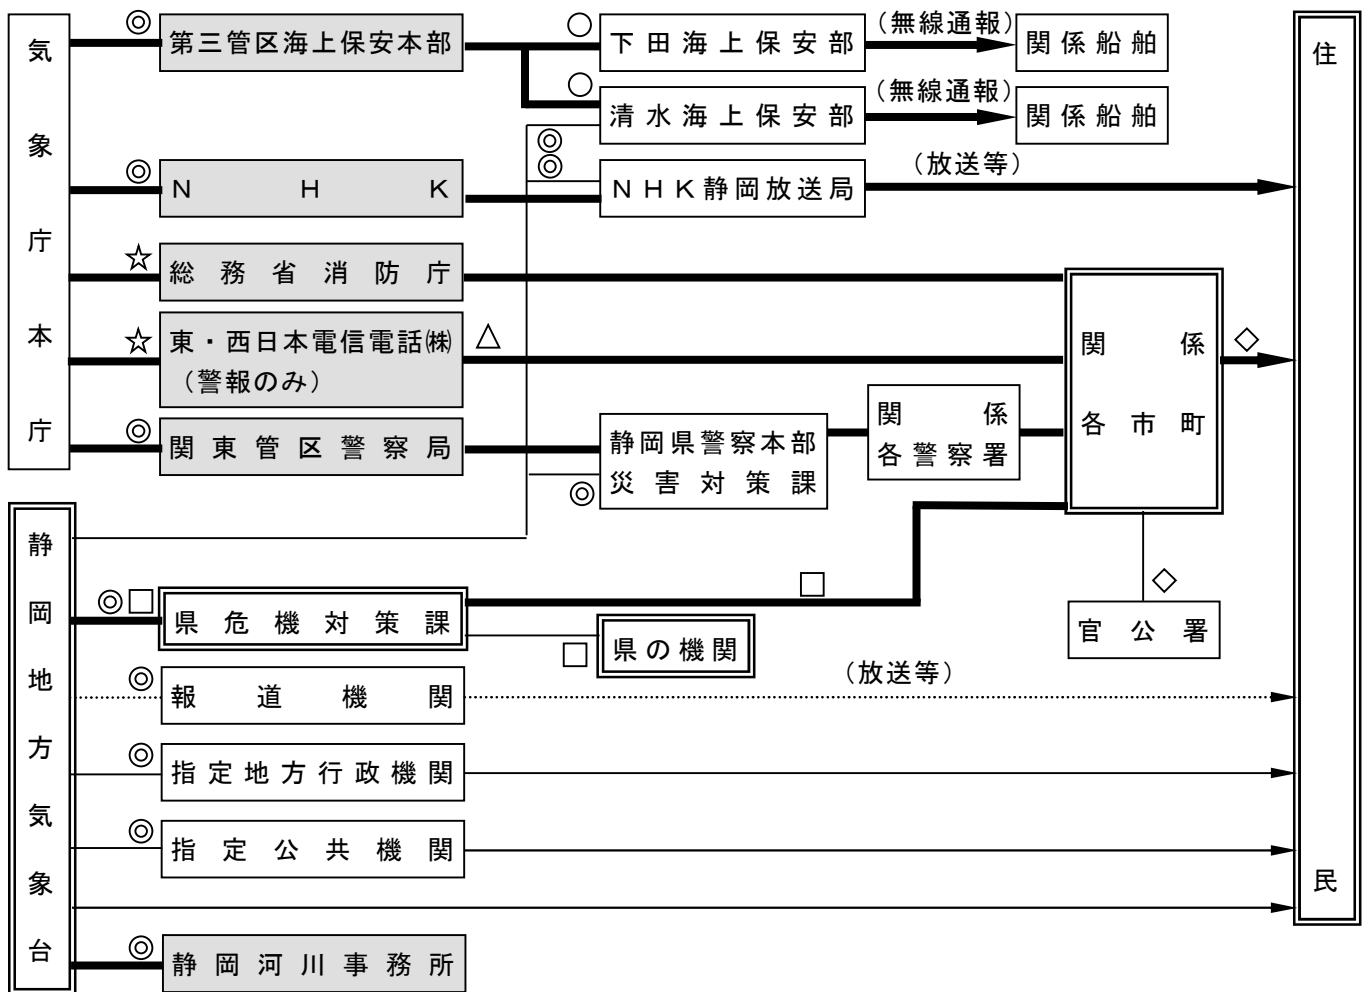 気象庁本庁
◎
第三管区海上保安本部
○
下田海上保安部
(無線通報)
関係船舶
○
清水海上保安部
(無線通報)
関係船舶
◎
◎
◎
ＮＨＫ
ＮＨＫ静岡放送局
(放送等)
☆
総務省消防庁
☆
東・西日本電信電話㈱
(警報のみ)
△
◎
関東管区警察局
静岡県警察本部
災害対策課
◎
関係
各警察署
関係
各市町
◇
◇
官公署
住民
静岡地方気象台
◎□
県危機対策課
□
□
県の機関
◎
報道機関
(放送等)
◎
指定地方行政機関
◎
指定公共機関
◎
静岡河川事務所